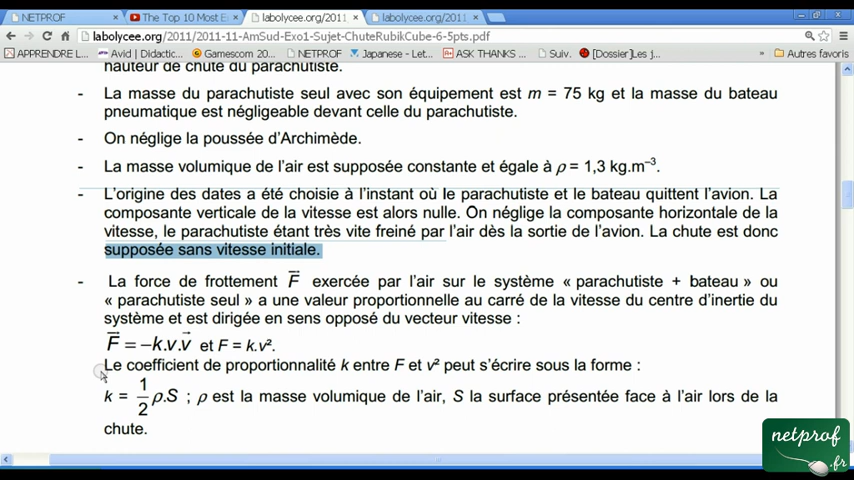 NETPROF
The Top 10 Most E
labolycee.org/2011
labolycee.org/2011
labolycee.org/2011/2011-11-AmSud-Exo1-Sujet-ChuteRubikCube-6-5pts.pdf
APPRENDRE L... Avid | Didactic... Gamescom 20... NETPROF Japanese - Let... ASK THANKS ... Suiv. [Dossier]Les j... Autres favoris
hauteur de chute du parachutiste.
- La masse du parachutiste seul avec son équipement est m = 75 kg et la masse du bateau
pneumatique est négligeable devant celle du parachutiste.
- On néglige la poussée d'Archimède.
- La masse volumique de l'air est supposée constante et égale à ρ = 1,3 kg.m⁻³.
- L'origine des dates a été choisie à l'instant où le parachutiste et le bateau quittent l'avion. La
composante verticale de la vitesse est alors nulle. On néglige la composante horizontale de la
vitesse, le parachutiste étant très vite freiné par l'air dès la sortie de l'avion. La chute est donc
supposée sans vitesse initiale.
- La force de frottement F⃗ exercée par l'air sur le système « parachutiste + bateau » ou
« parachutiste seul » a une valeur proportionnelle au carré de la vitesse du centre d'inertie du
système et est dirigée en sens opposé du vecteur vitesse :
F⃗ = −k.v.v⃗ et F = k.v².
Le coefficient de proportionnalité k entre F et v² peut s'écrire sous la forme :
k = 1/2 ρ.S ; ρ est la masse volumique de l'air, S la surface présentée face à l'air lors de la
chute.
netprof
.fr